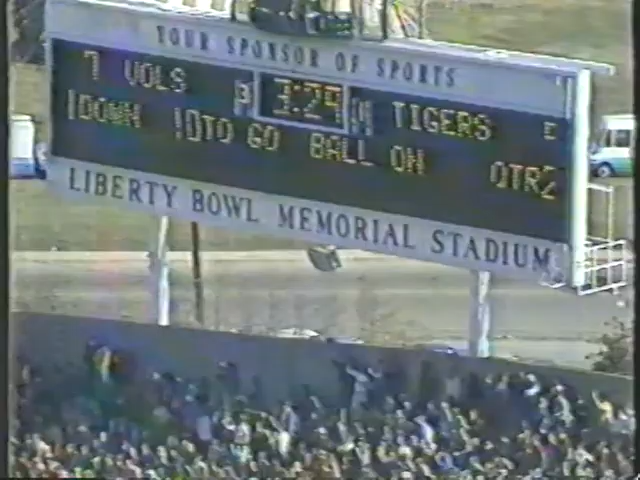 YOUR SPONSOR OF SPORTS
7 VOLS 3:29 TIGERS
1DOWN 10TO GO BALL ON QTR2
LIBERTY BOWL MEMORIAL STADIUM